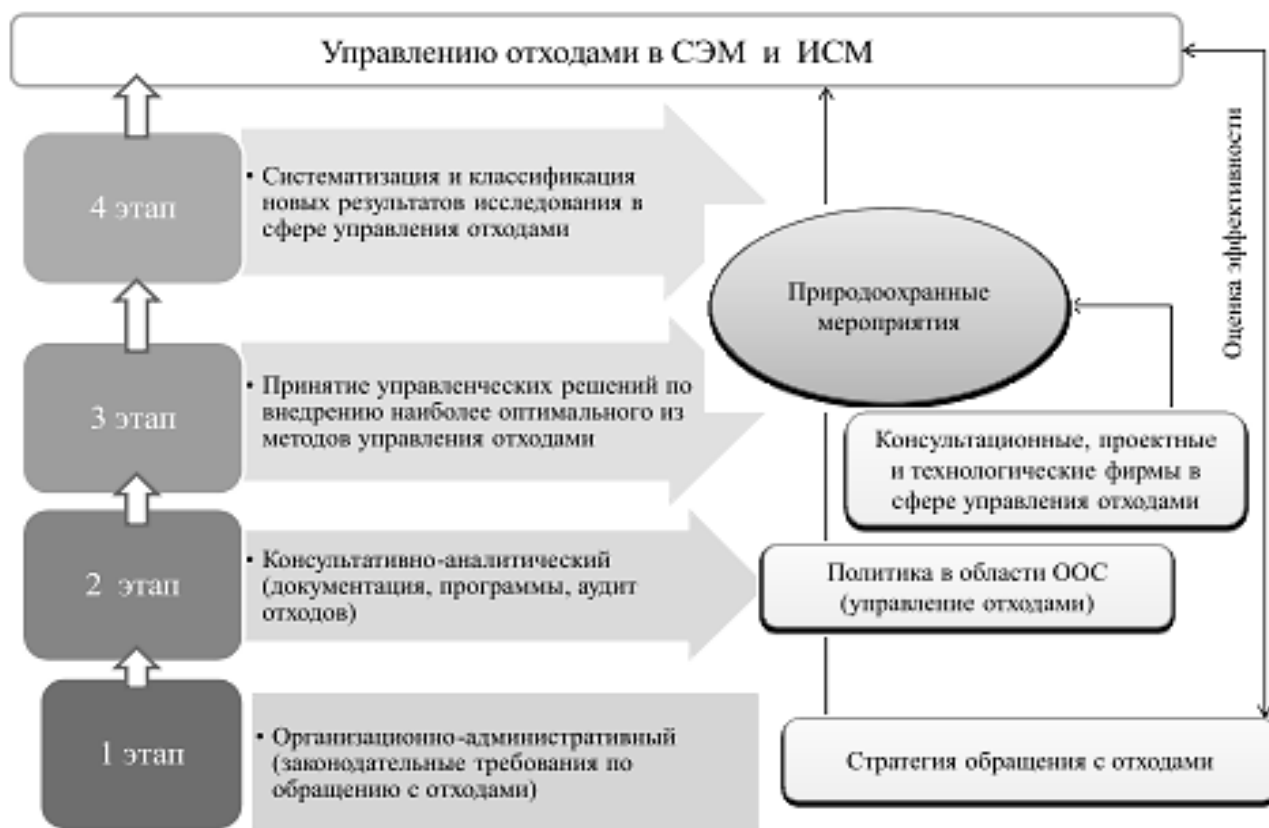 Управлению отходами в СЭМ и ИСМ
4 этап
• Систематизация и классификация
новых результатов исследования в
сфере управления отходами
3 этап
• Принятие управленческих решений по
внедрению наиболее оптимального из
методов управления отходами
2 этап
• Консультативно-аналитический
(документация, программы, аудит
отходов)
1 этап
• Организационно-административный
(законодательные требования по
обращению с отходами)
Природоохранные
мероприятия
Консультационные, проектные
и технологические фирмы в
сфере управления отходами
Политика в области ООС
(управление отходами)
Стратегия обращения с отходами
Оценка эффективности